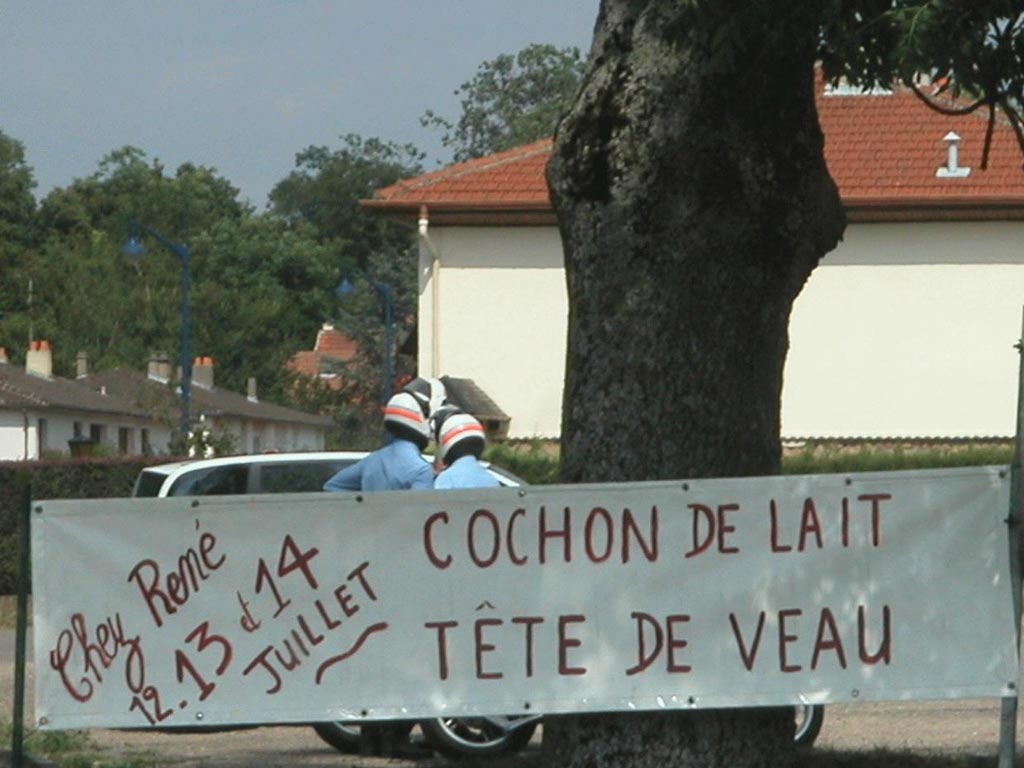 Chez René
12.13 et 14
JUILLET
COCHON DE LAIT
TÊTE DE VEAU